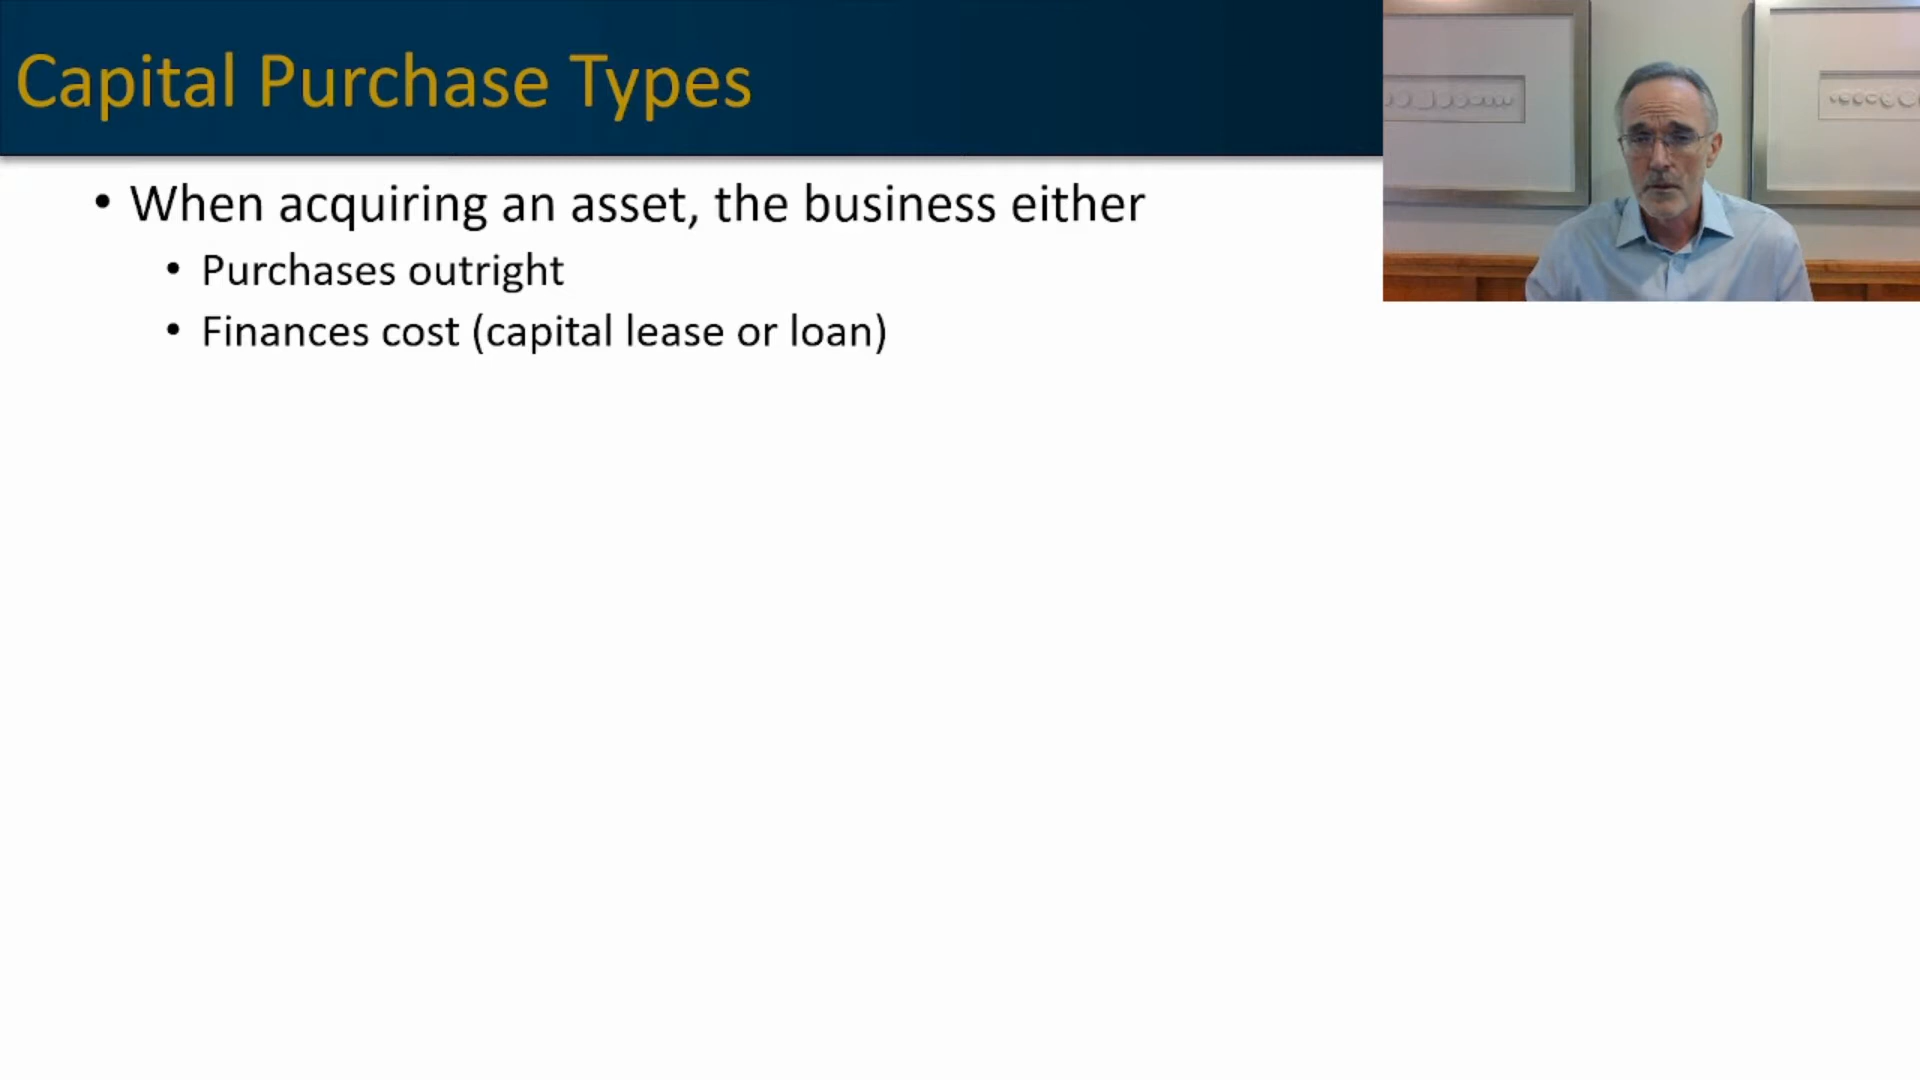 Capital Purchase Types
• When acquiring an asset, the business either
• Purchases outright
• Finances cost (capital lease or loan)